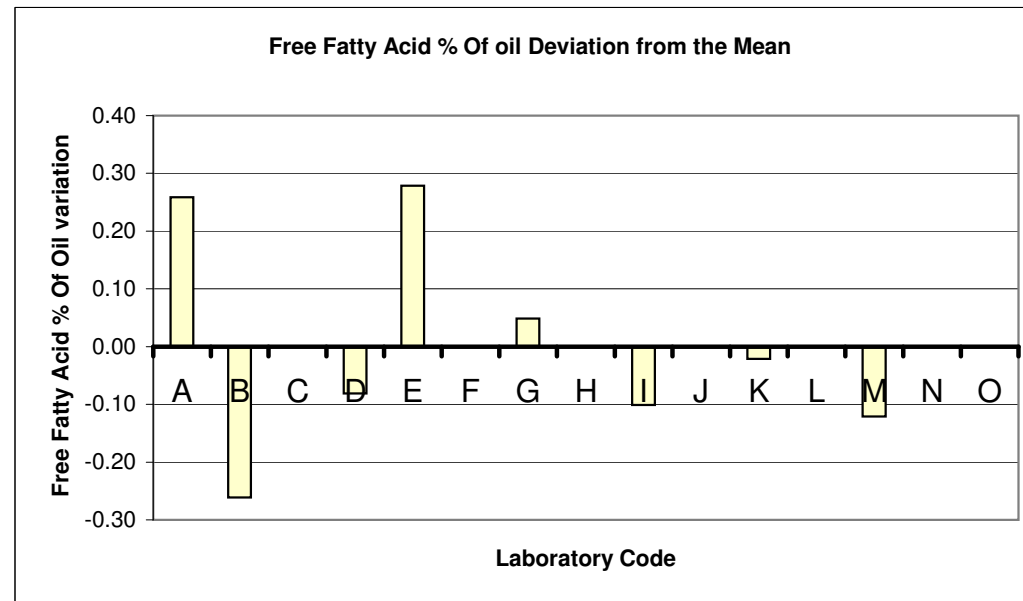 Free Fatty Acid % Of oil Deviation from the Mean
Free Fatty Acid % Of Oil variation
0.40
0.30
0.20
0.10
0.00
-0.10
-0.20
-0.30
A B C D E F G H I J K L M N O
Laboratory Code